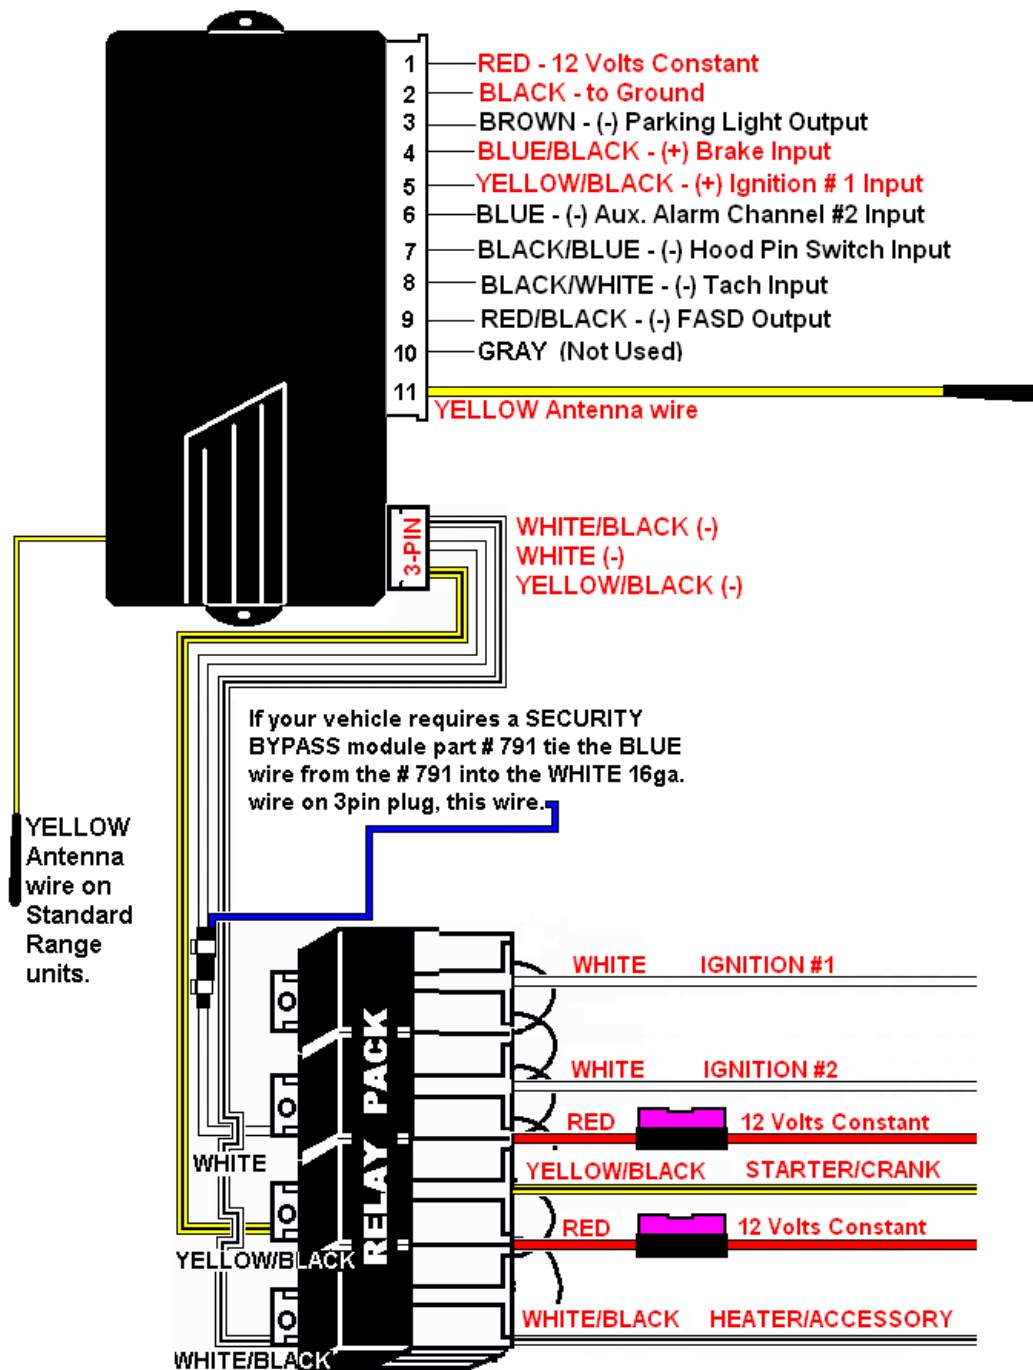 1 RED - 12 Volts Constant
2 BLACK - to Ground
3 BROWN - (-) Parking Light Output
4 BLUE/BLACK - (+) Brake Input
5 YELLOW/BLACK - (+) Ignition # 1 Input
6 BLUE - (-) Aux. Alarm Channel #2 Input
7 BLACK/BLUE - (-) Hood Pin Switch Input
8 BLACK/WHITE - (-) Tach Input
9 RED/BLACK - (-) FASD Output
10 GRAY (Not Used)
11
YELLOW Antenna wire
3-PIN
WHITE/BLACK (-)
WHITE (-)
YELLOW/BLACK (-)
If your vehicle requires a SECURITY
BYPASS module part # 791 tie the BLUE
wire from the # 791 into the WHITE 16ga.
wire on 3pin plug, this wire.
YELLOW
Antenna
wire on
Standard
Range
units.
RELAY PACK
WHITE IGNITION #1
WHITE IGNITION #2
RED 12 Volts Constant
YELLOW/BLACK STARTER/CRANK
RED 12 Volts Constant
WHITE/BLACK HEATER/ACCESSORY
WHITE
YELLOW/BLACK
WHITE/BLACK